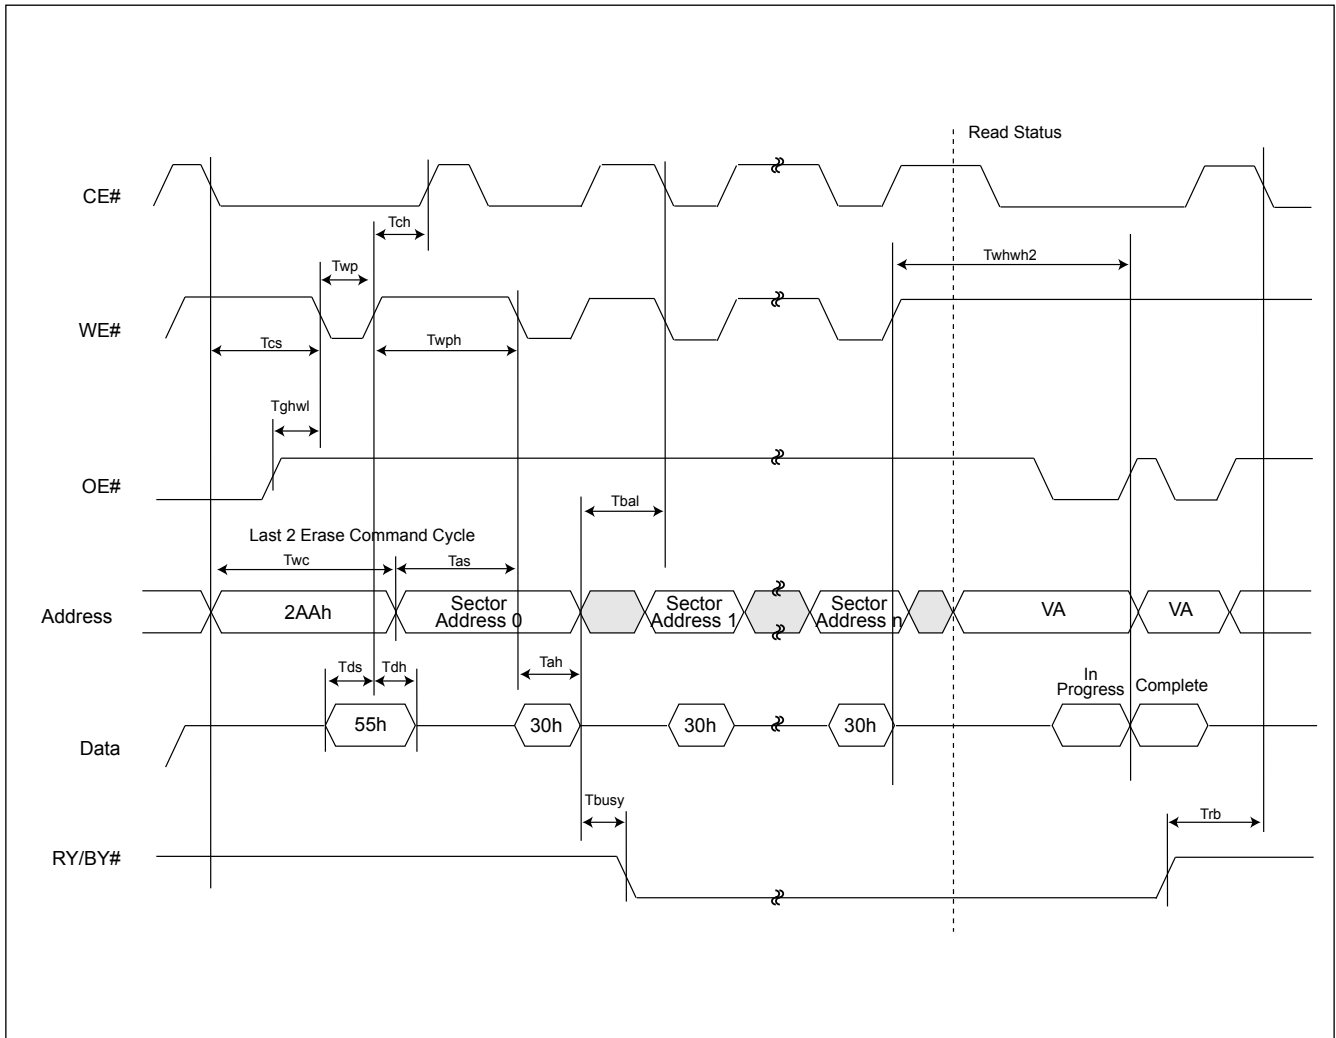 Read Status
CE#
Tch
Twhwh2
Twp
WE#
Tcs
Twph
Tghwl
OE#
Tbal
Last 2 Erase Command Cycle
Twc
Tas
Address
2AAh
Sector
Address 0
Sector
Address 1
Sector
Address n
VA
VA
Tds
Tdh
Tah
In
Progress
Complete
Data
55h
30h
30h
30h
Tbusy
Trb
RY/BY#